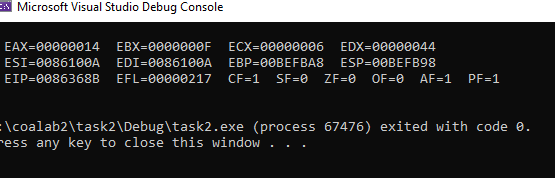 Microsoft Visual Studio Debug Console
EAX=00000014 EBX=0000000F ECX=00000006 EDX=00000044
ESI=0086100A EDI=0086100A EBP=00BEFBA8 ESP=00BEFB98
EIP=0086368B EFL=00000217 CF=1 SF=0 ZF=0 OF=0 AF=1 PF=1
:\coalab2\task2\Debug\task2.exe (process 67476) exited with code 0.
ress any key to close this window . . .